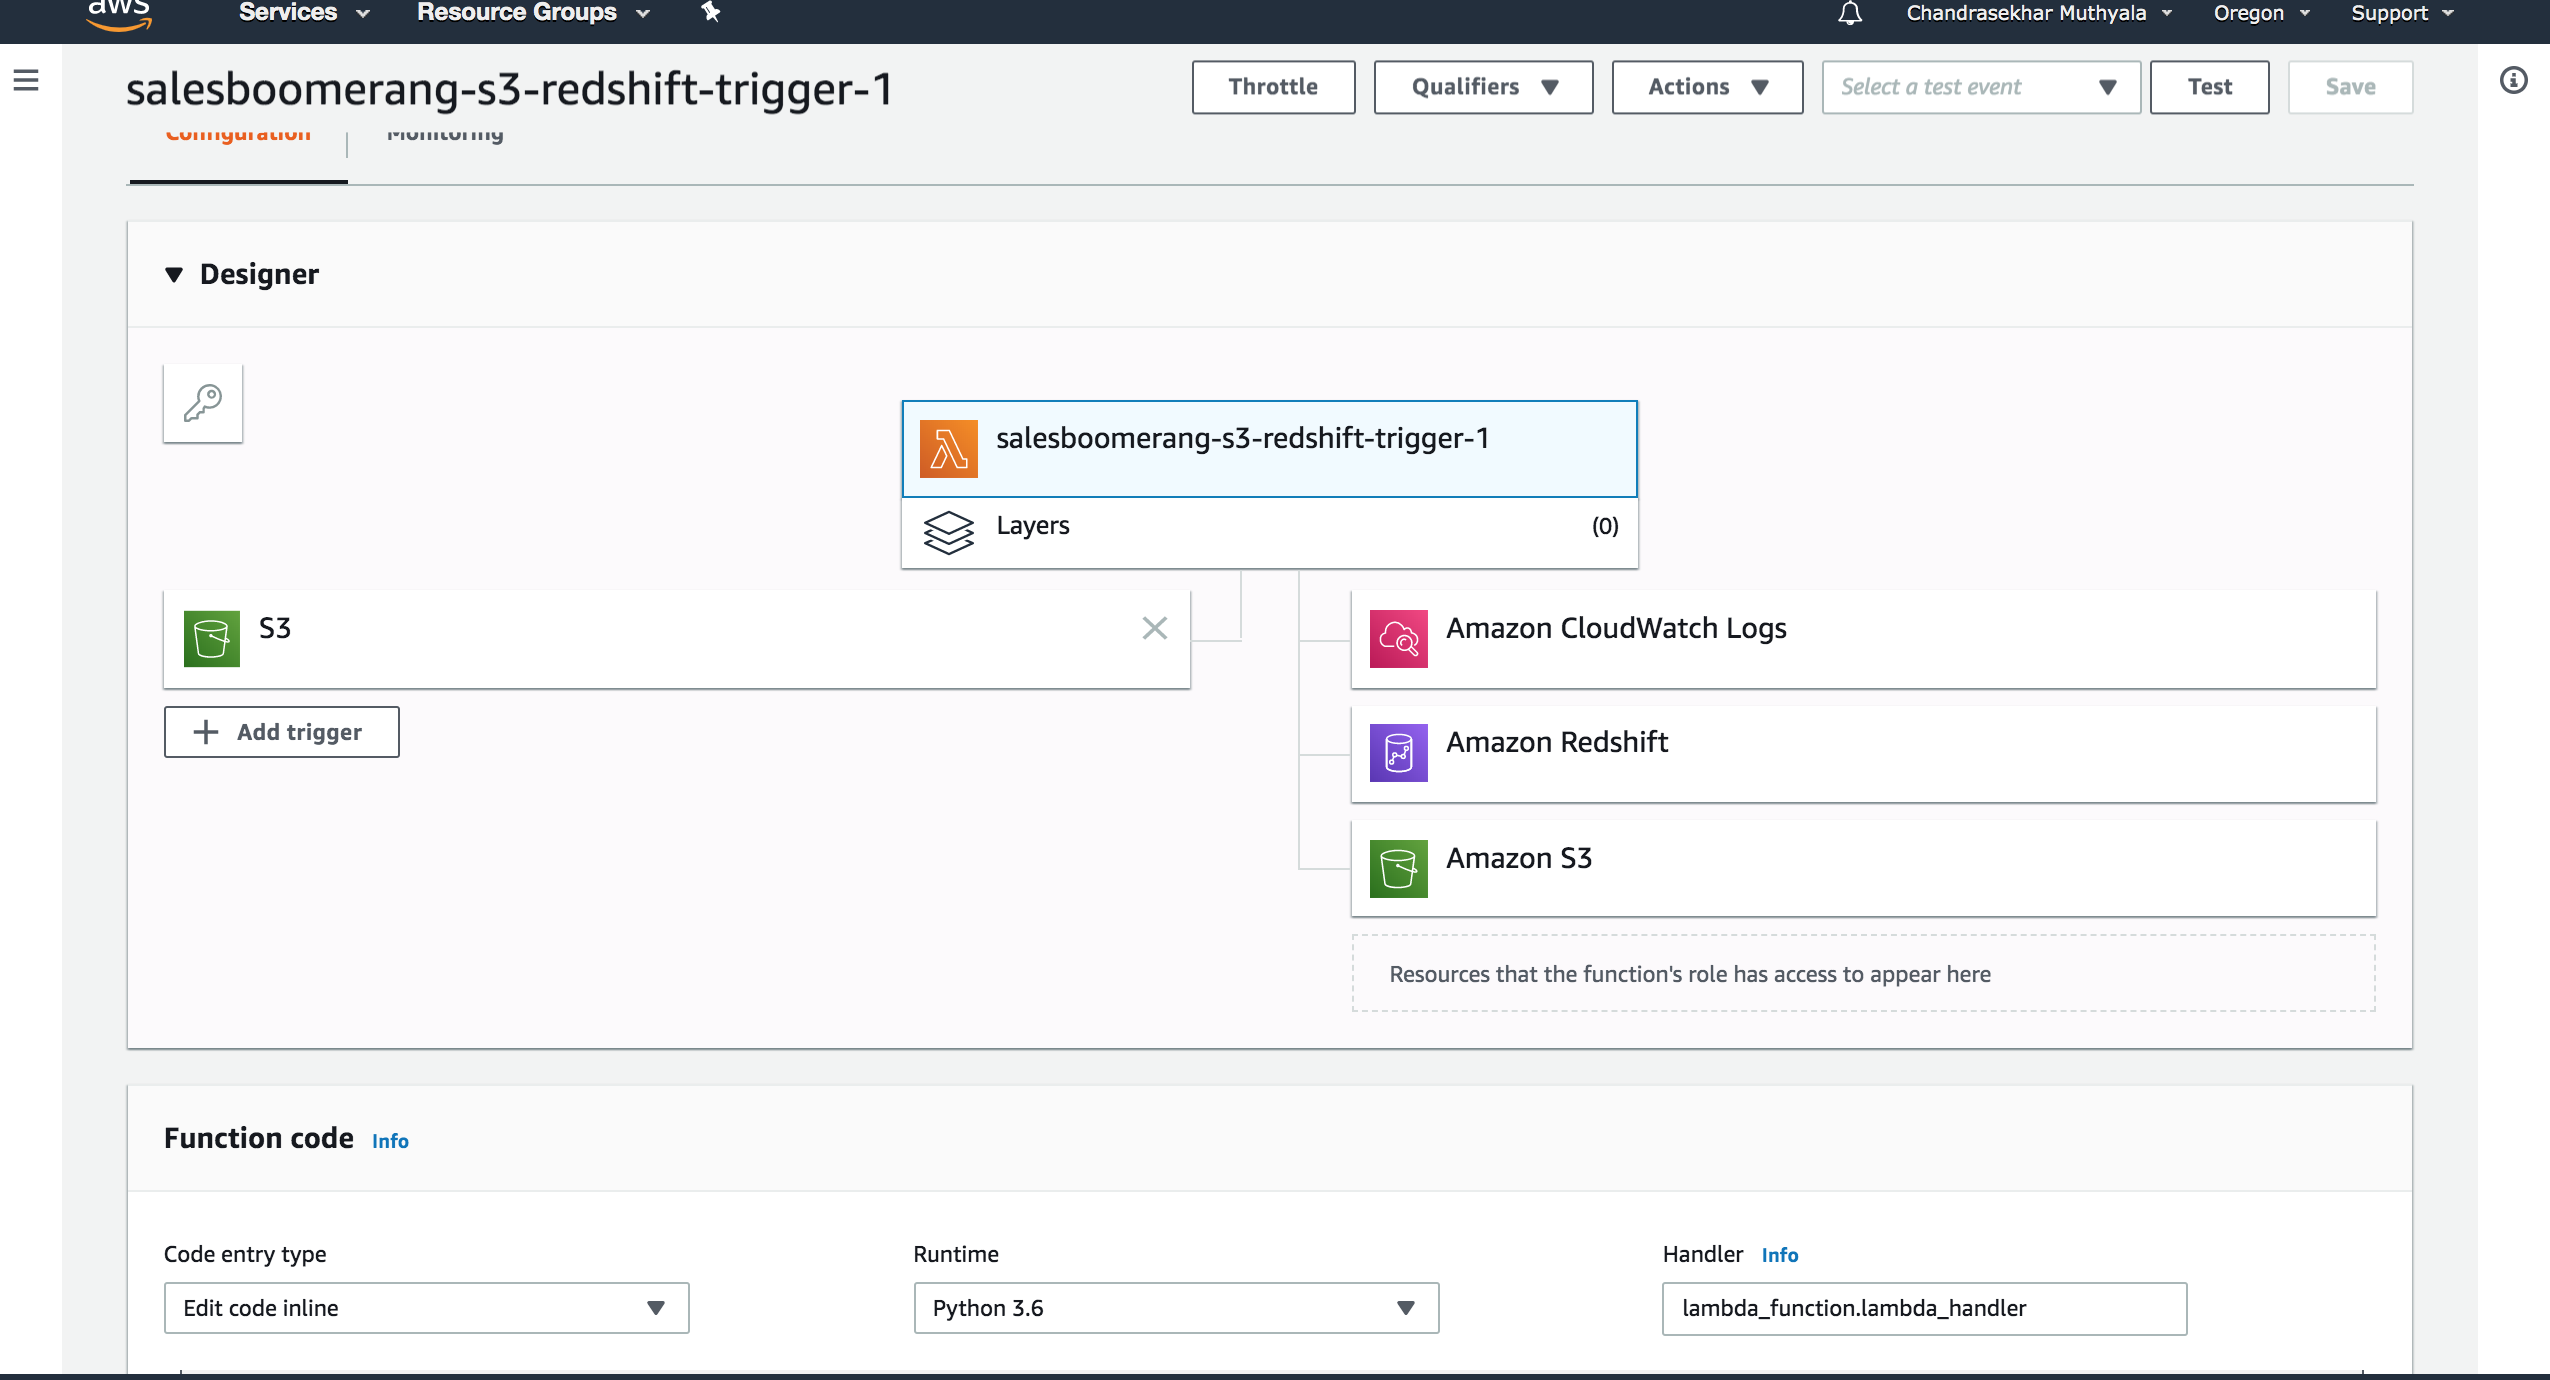 aws Services Resource Groups Chandrasekhar Muthyala Oregon Support
salesboomerang-s3-redshift-trigger-1 Throttle Qualifiers Actions Select a test event Test Save
Configuration Monitoring
Designer
salesboomerang-s3-redshift-trigger-1
Layers (0)
S3
Amazon CloudWatch Logs
Add trigger
Amazon Redshift
Amazon S3
Resources that the function's role has access to appear here
Function code Info
Code entry type Runtime Handler Info
Edit code inline Python 3.6 lambda_function.lambda_handler